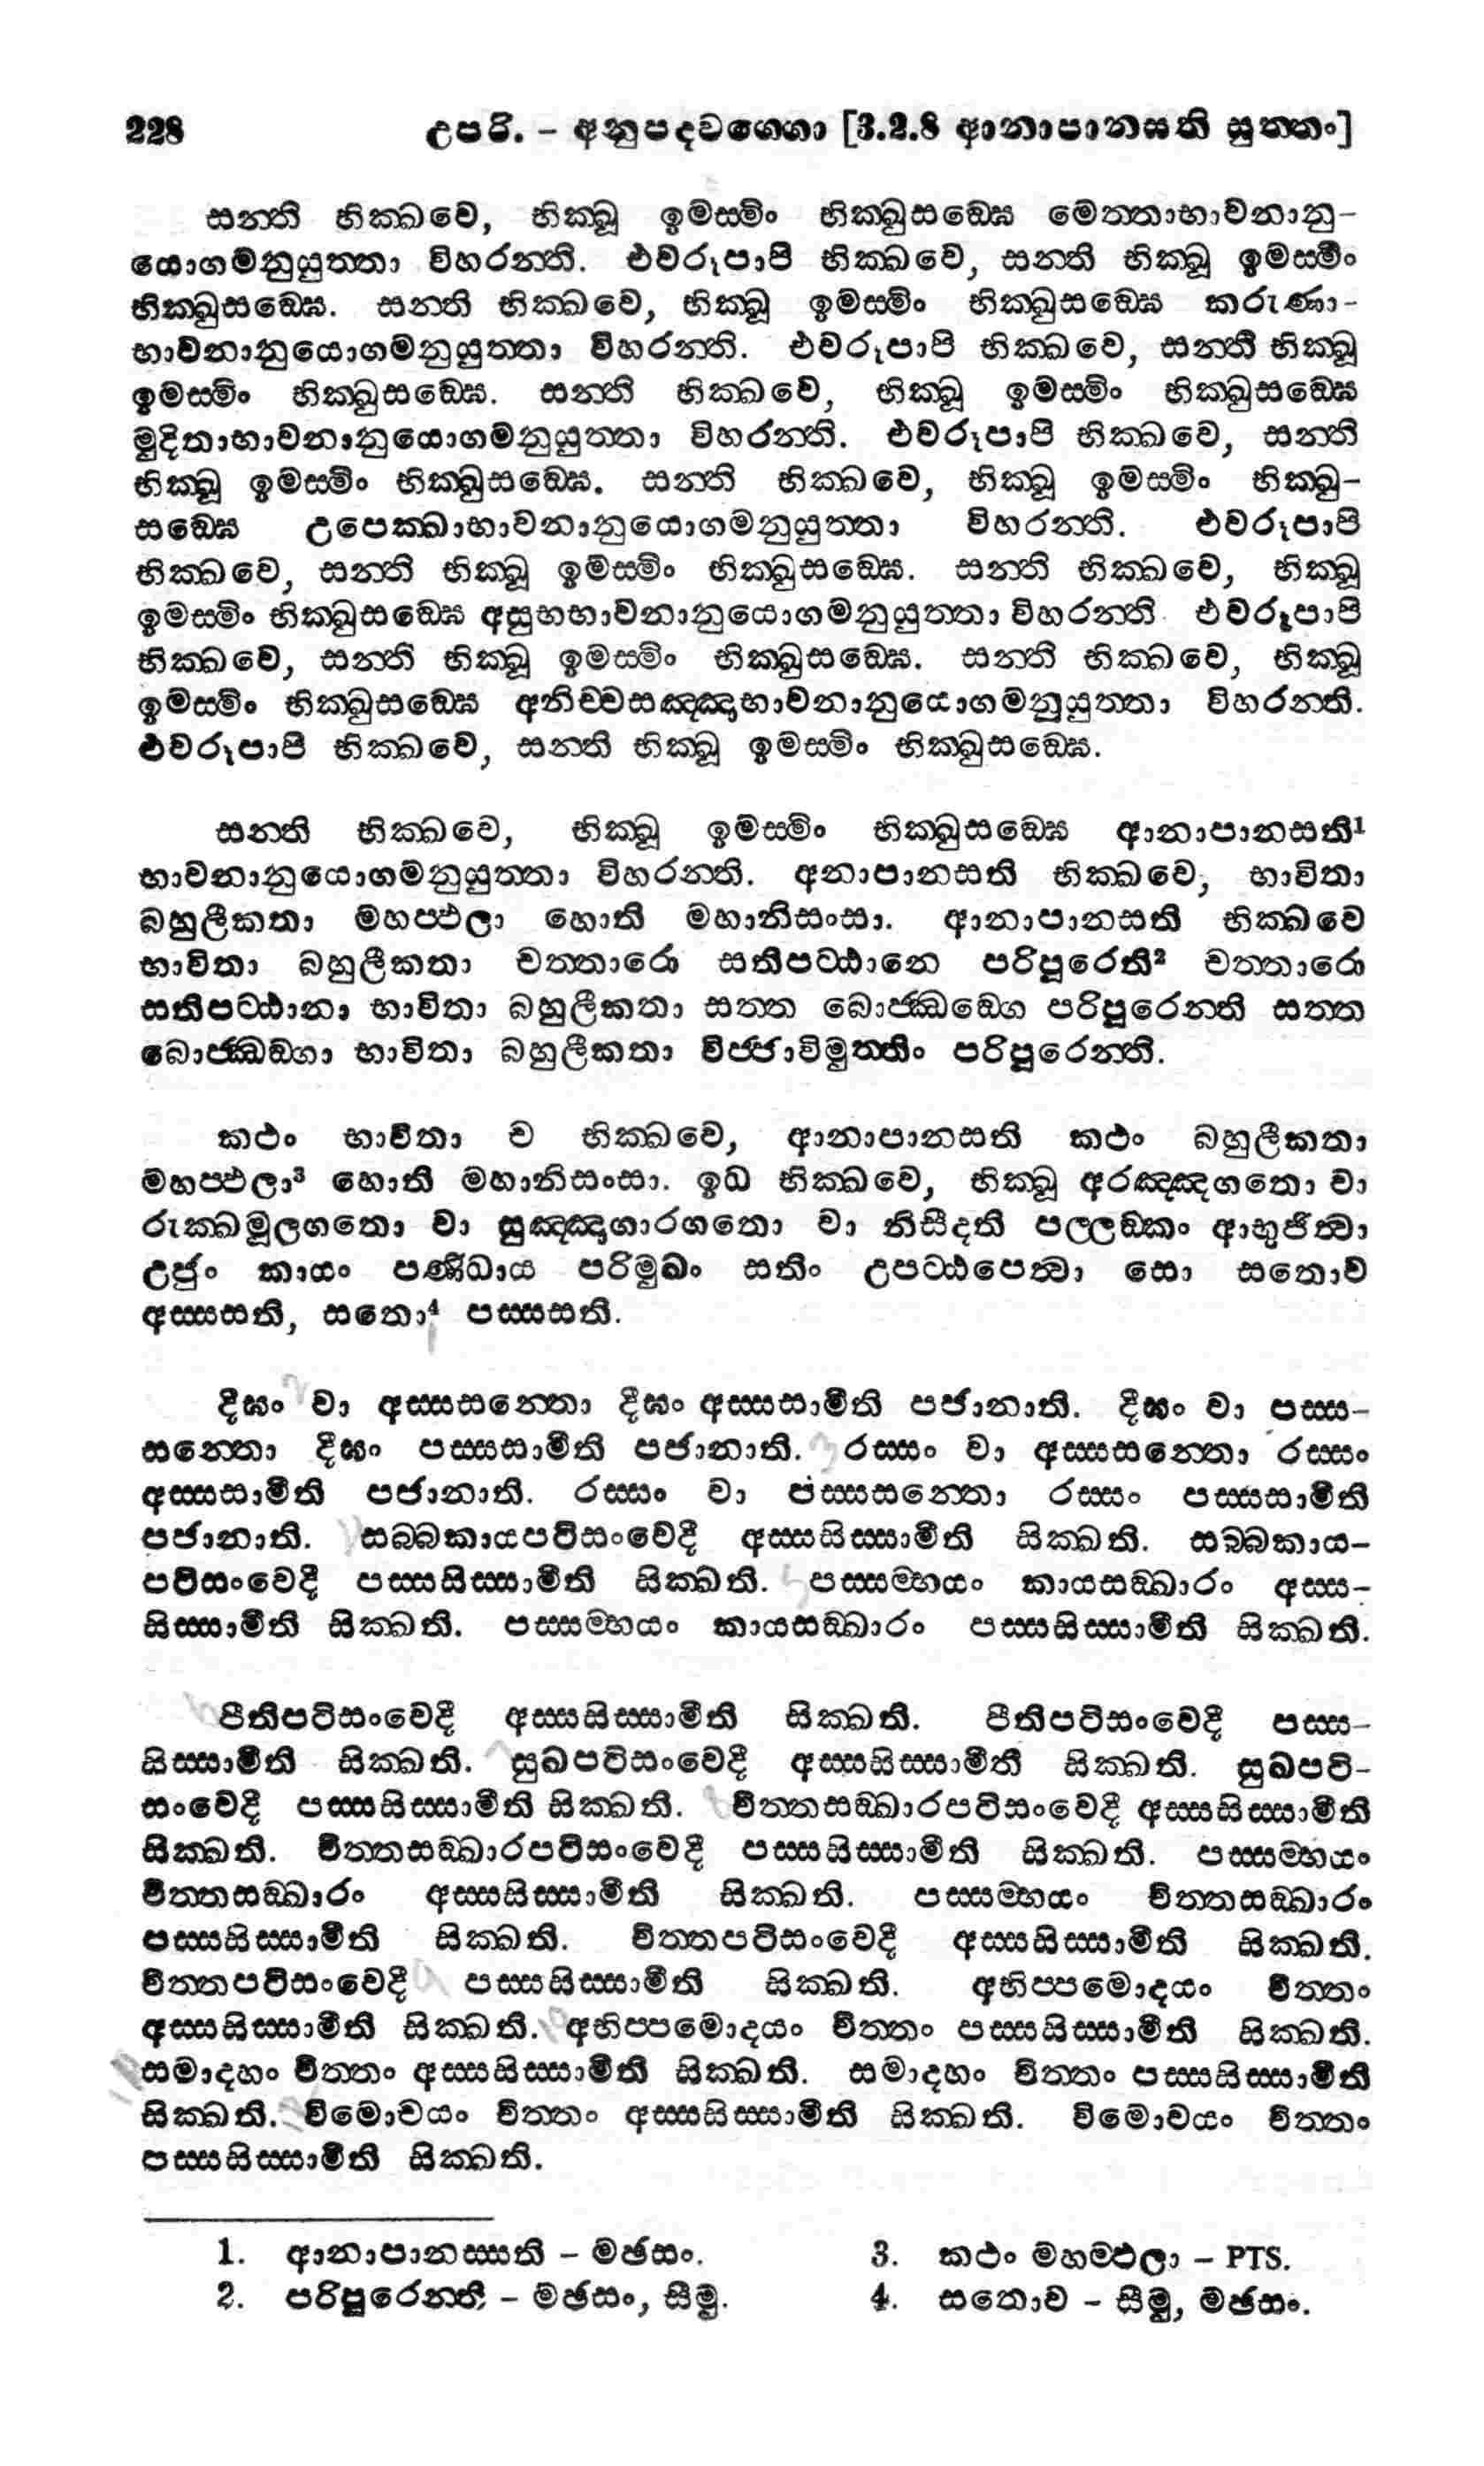 228 උපරි. – අනුපදවග්ගො [3.2.8 ආනාපානසති සුත්තං]
සන්ති භික්ඛවෙ, භික්ඛූ ඉමස්මිං භික්ඛුසඞ්ඝෙ මෙත්තාභාවනානු-
යොගමනුයුත්තා විහරන්ති. එවරූපාපි භික්ඛවෙ, සන්ති භික්ඛූ ඉමස්මිං
භික්ඛුසඞ්ඝෙ. සන්ති භික්ඛවෙ, භික්ඛූ ඉමස්මිං භික්ඛුසඞ්ඝෙ කරුණා-
භාවනානුයොගමනුයුත්තා විහරන්ති. එවරූපාපි භික්ඛවෙ, සන්ති භික්ඛූ
ඉමස්මිං භික්ඛුසඞ්ඝෙ. සන්ති භික්ඛවෙ, භික්ඛූ ඉමස්මිං භික්ඛුසඞ්ඝෙ
මුදිතාභාවනානුයොගමනුයුත්තා විහරන්ති. එවරූපාපි භික්ඛවෙ, සන්ති
භික්ඛූ ඉමස්මිං භික්ඛුසඞ්ඝෙ. සන්ති භික්ඛවෙ, භික්ඛූ ඉමස්මිං භික්ඛු-
සඞ්ඝෙ උපෙක්ඛාභාවනානුයොගමනුයුත්තා විහරන්ති. එවරූපාපි
භික්ඛවෙ, සන්ති භික්ඛූ ඉමස්මිං භික්ඛුසඞ්ඝෙ. සන්ති භික්ඛවෙ, භික්ඛූ
ඉමස්මිං භික්ඛුසඞ්ඝෙ අසුභභාවනානුයොගමනුයුත්තා විහරන්ති. එවරූපාපි
භික්ඛවෙ, සන්ති භික්ඛූ ඉමස්මිං භික්ඛුසඞ්ඝෙ. සන්ති භික්ඛවෙ, භික්ඛූ
ඉමස්මිං භික්ඛුසඞ්ඝෙ අනිච්චසඤ්ඤාභාවනානුයොගමනුයුත්තා විහරන්ති.
එවරූපාපි භික්ඛවෙ, සන්ති භික්ඛූ ඉමස්මිං භික්ඛුසඞ්ඝෙ.
සන්ති භික්ඛවෙ, භික්ඛූ ඉමස්මිං භික්ඛුසඞ්ඝෙ ආනාපානසති¹
භාවනානුයොගමනුයුත්තා විහරන්ති. අනාපානසති භික්ඛවෙ, භාවිතා
බහුලීකතා මහප්ඵලා හොති මහානිසංසා. ආනාපානසති භික්ඛවෙ
භාවිතා බහුලීකතා චත්තාරො සතිපට්ඨානෙ පරිපූරෙති² චත්තාරො
සතිපට්ඨානා භාවිතා බහුලීකතා සත්ත බොජ්ඣඞ්ගෙ පරිපූරෙන්ති සත්ත
බොජ්ඣඞ්ගා භාවිතා බහුලීකතා විජ්ජාවිමුත්තිං පරිපූරෙන්ති.
කථං භාවිතා ච භික්ඛවෙ, ආනාපානසති කථං බහුලීකතා
මහප්ඵලා³ හොති මහානිසංසා. ඉධ භික්ඛවෙ, භික්ඛූ අරඤ්ඤගතො වා
රුක්ඛමූලගතො වා සුඤ්ඤාගාරගතො වා නිසීදති පල්ලඞ්කං ආභුජිත්වා
උජුං කායං පණිධාය පරිමුඛං සතිං උපට්ඨපෙත්වා සො සතොව
අස්සසති, සතො⁴ පස්සසති.
දීඝං වා අස්සසන්තො දීඝං අස්සසාමීති පජානාති. දීඝං වා පස්ස-
සන්තො දීඝං පස්සසාමීති පජානාති. රස්සං වා අස්සසන්තො රස්සං
අස්සසාමීති පජානාති. රස්සං වා පස්සසන්තො රස්සං පස්සසාමීති
පජානාති. සබ්බකායපටිසංවෙදී අස්සසිස්සාමීති සික්ඛති. සබ්බකාය-
පටිසංවෙදී පස්සසිස්සාමීති සික්ඛති. පස්සම්භයං කායසඞ්ඛාරං අස්ස-
සිස්සාමීති සික්ඛති. පස්සම්භයං කායසඞ්ඛාරං පස්සසිස්සාමීති සික්ඛති.
පීතිපටිසංවෙදී අස්සසිස්සාමීති සික්ඛති. පීතිපටිසංවෙදී පස්ස-
සිස්සාමීති සික්ඛති. සුඛපටිසංවෙදී අස්සසිස්සාමීති සික්ඛති. සුඛපටි-
සංවෙදී පස්සසිස්සාමීති සික්ඛති. චිත්තසඞ්ඛාරපටිසංවෙදී අස්සසිස්සාමීති
සික්ඛති. චිත්තසඞ්ඛාරපටිසංවෙදී පස්සසිස්සාමීති සික්ඛති. පස්සම්භයං
චිත්තසඞ්ඛාරං අස්සසිස්සාමීති සික්ඛති. පස්සම්භයං චිත්තසඞ්ඛාරං
පස්සසිස්සාමීති සික්ඛති. චිත්තපටිසංවෙදී අස්සසිස්සාමීති සික්ඛති.
චිත්තපටිසංවෙදී පස්සසිස්සාමීති සික්ඛති. අභිප්පමොදයං චිත්තං
අස්සසිස්සාමීති සික්ඛති. අභිප්පමොදයං චිත්තං පස්සසිස්සාමීති සික්ඛති.
සමාදහං චිත්තං අස්සසිස්සාමීති සික්ඛති. සමාදහං චිත්තං පස්සසිස්සාමීති
සික්ඛති. විමොචයං චිත්තං අස්සසිස්සාමීති සික්ඛති. විමොචයං චිත්තං
පස්සසිස්සාමීති සික්ඛති.
1. ආනාපානස්සති – මඡසං. 3. කථං මහප්ඵලා – PTS.
2. පරිපූරෙන්ති – මඡසං, සීමු. 4. සතොව – සීමු, මඡසං.